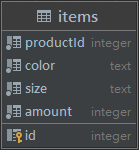 items
productId integer
color text
size text
amount integer
id integer